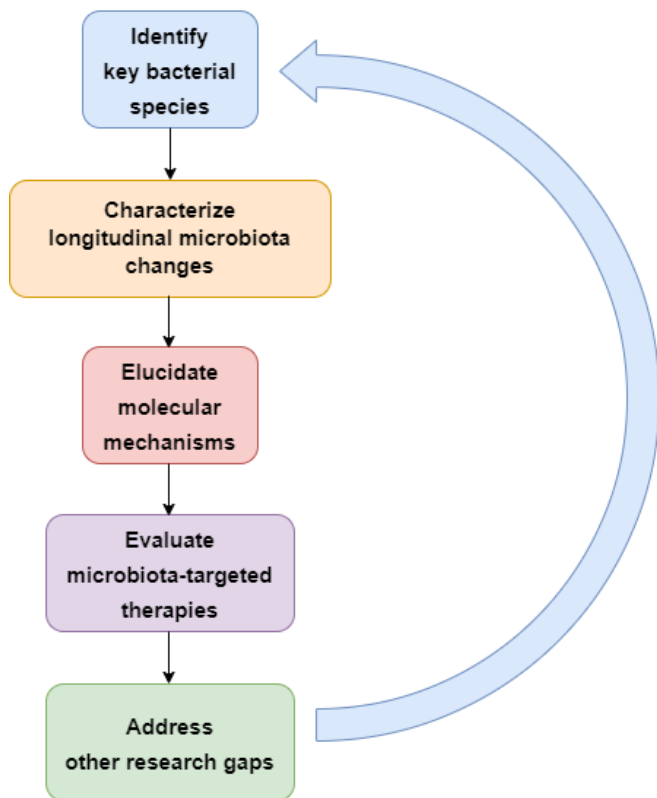 Identify
key bacterial
species
Characterize
longitudinal microbiota
changes
Elucidate
molecular
mechanisms
Evaluate
microbiota-targeted
therapies
Address
other research gaps